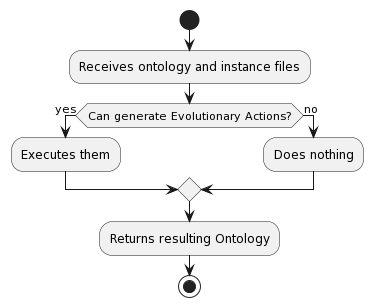 Receives ontology and instance files
yes
Can generate Evolutionary Actions?
no
Executes them
Does nothing
Returns resulting Ontology